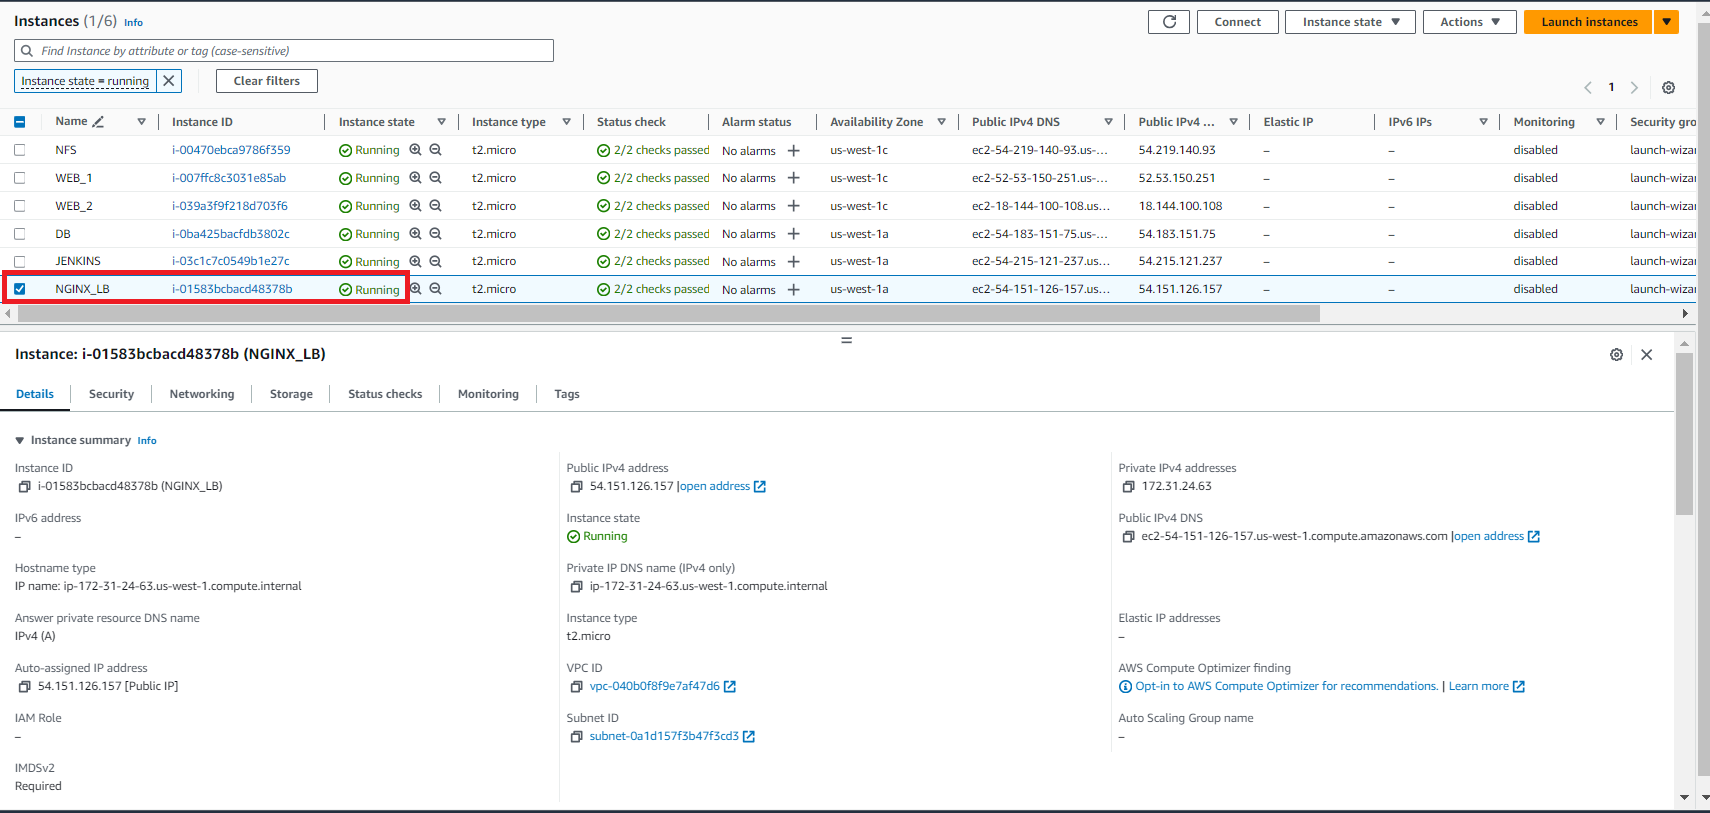 Instances (1/6) Info
Connect Instance state Actions Launch instances
Find Instance by attribute or tag (case-sensitive)
Instance state = running Clear filters
1
Name Instance ID Instance state Instance type Status check Alarm status Availability Zone Public IPv4 DNS Public IPv4 ... Elastic IP IPv6 IPs Monitoring Security gro
NFS i-00470ebca9786f359 Running t2.micro 2/2 checks passed No alarms us-west-1c ec2-54-219-140-93.us-... 54.219.140.93 – – disabled launch-wizar
WEB_1 i-007ffc8c3031e85ab Running t2.micro 2/2 checks passed No alarms us-west-1c ec2-52-53-150-251.us-... 52.53.150.251 – – disabled launch-wizar
WEB_2 i-039a3f9f218d703f6 Running t2.micro 2/2 checks passed No alarms us-west-1c ec2-18-144-100-108.us... 18.144.100.108 – – disabled launch-wizar
DB i-0ba425bacfdb3802c Running t2.micro 2/2 checks passed No alarms us-west-1a ec2-54-183-151-75.us-... 54.183.151.75 – – disabled launch-wizar
JENKINS i-03c1c7c0549b1e27c Running t2.micro 2/2 checks passed No alarms us-west-1a ec2-54-215-121-237.us... 54.215.121.237 – – disabled launch-wizar
NGINX_LB i-01583bcbacd48378b Running t2.micro 2/2 checks passed No alarms us-west-1a ec2-54-151-126-157.us... 54.151.126.157 – – disabled launch-wizar
Instance: i-01583bcbacd48378b (NGINX_LB)
Details Security Networking Storage Status checks Monitoring Tags
Instance summary Info
Instance ID Public IPv4 address Private IPv4 addresses
i-01583bcbacd48378b (NGINX_LB) 54.151.126.157 |open address 172.31.24.63
IPv6 address Instance state Public IPv4 DNS
– Running ec2-54-151-126-157.us-west-1.compute.amazonaws.com |open address
Hostname type Private IP DNS name (IPv4 only)
IP name: ip-172-31-24-63.us-west-1.compute.internal ip-172-31-24-63.us-west-1.compute.internal
Answer private resource DNS name Instance type Elastic IP addresses
IPv4 (A) t2.micro –
Auto-assigned IP address VPC ID AWS Compute Optimizer finding
54.151.126.157 [Public IP] vpc-040b0f8f9e7af47d6 Opt-in to AWS Compute Optimizer for recommendations. | Learn more
IAM Role Subnet ID Auto Scaling Group name
– subnet-0a1d157f3b47f3cd3 –
IMDSv2
Required